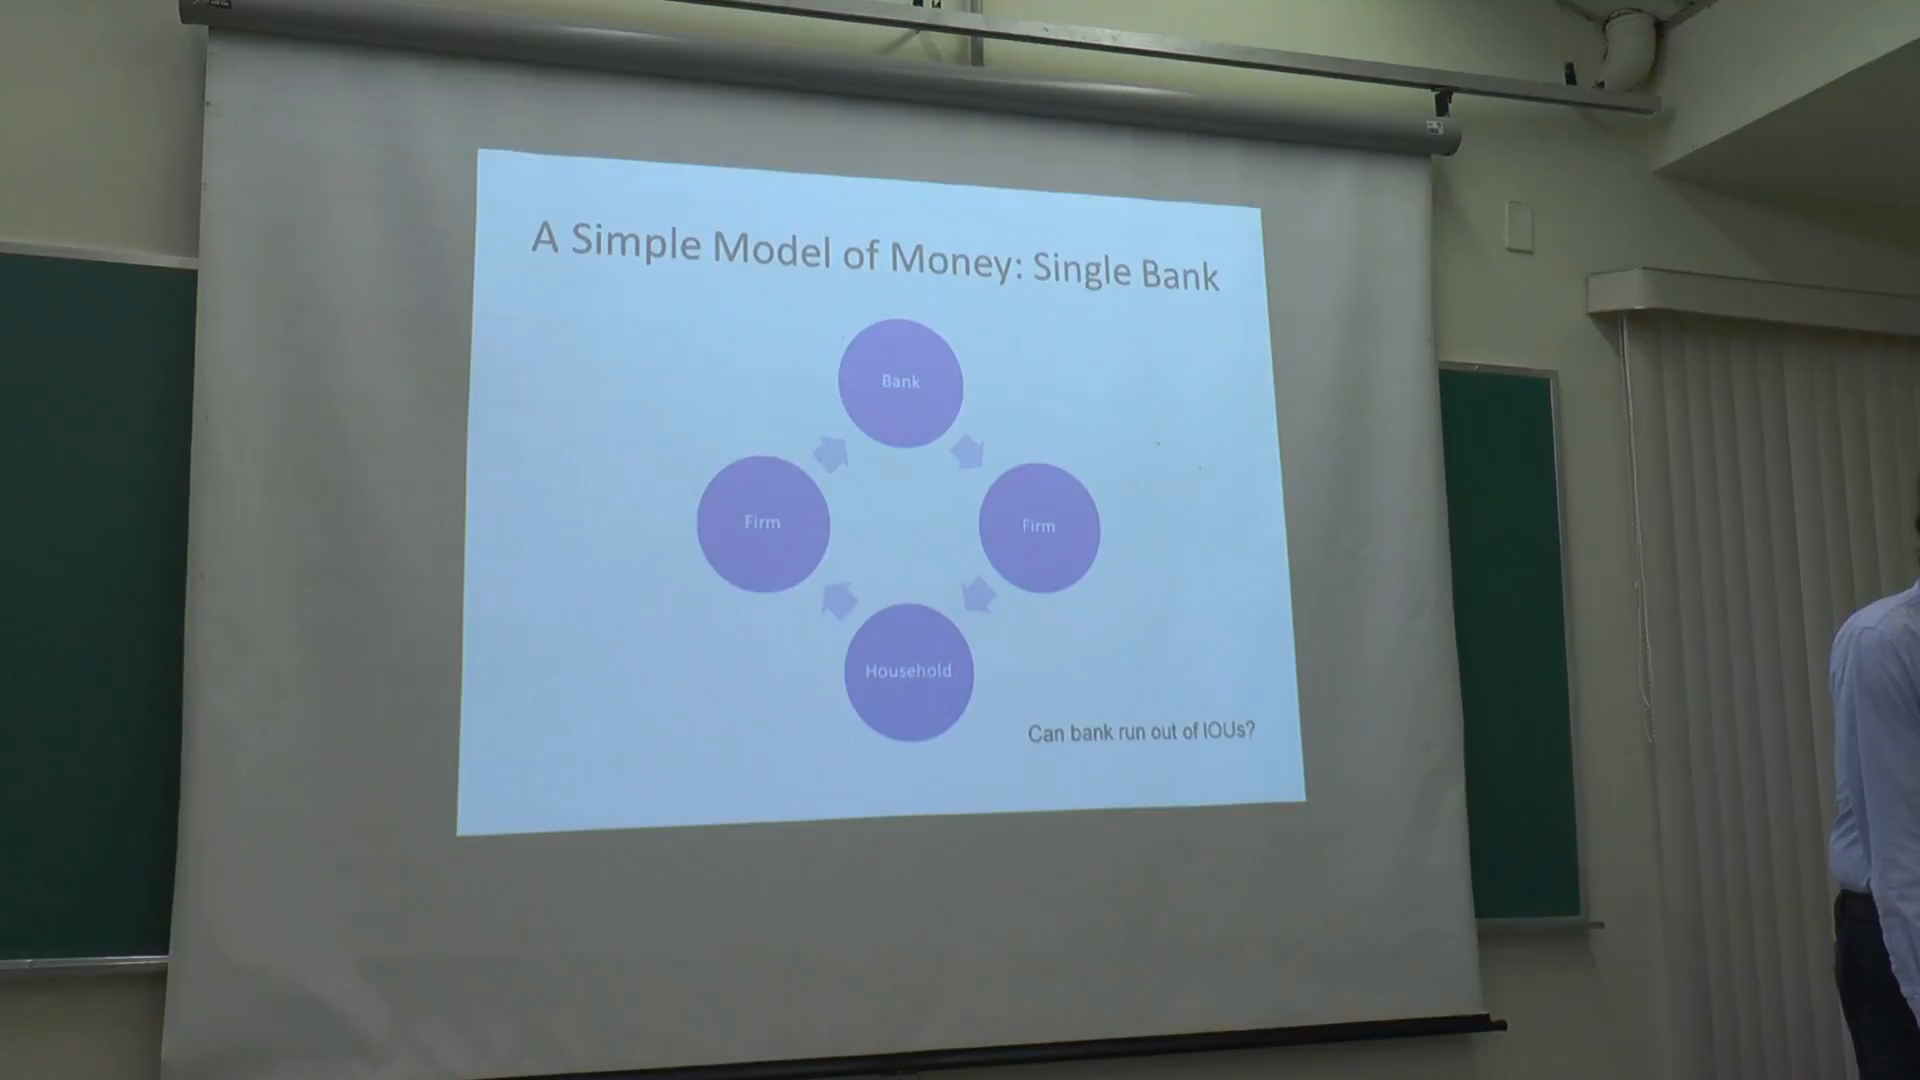 A Simple Model of Money: Single Bank
Bank
Firm
Firm
Household
Can bank run out of IOUs?